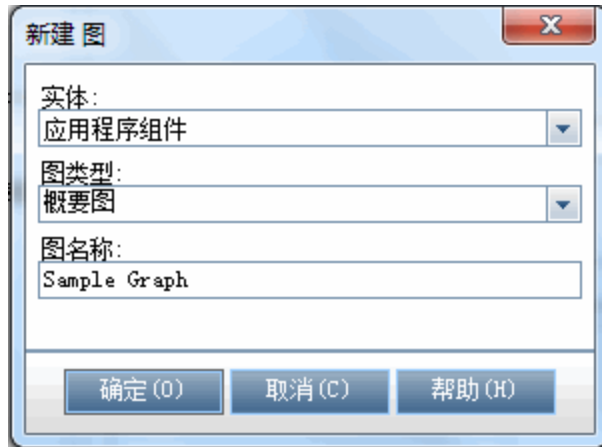 新建 图
实体:
应用程序组件
图类型:
概要图
图名称:
Sample Graph
确定(O) 取消(C) 帮助(H)